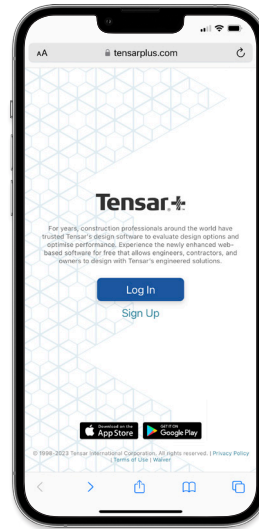 AA tensarplus.com
Tensar.+
For years, construction professionals around the world have
trusted Tensar's design software to evaluate design options and
optimise performance. Experience the newly enhanced web-
based software for free that allows engineers, contractors, and
owners to design with Tensar's engineered solutions.
Log In
Sign Up
Download on the
App Store
GET IT ON
Google Play
© 1996-2023 Tensar International Corporation, All rights reserved. | Privacy Policy
| Terms of Use | Waiver